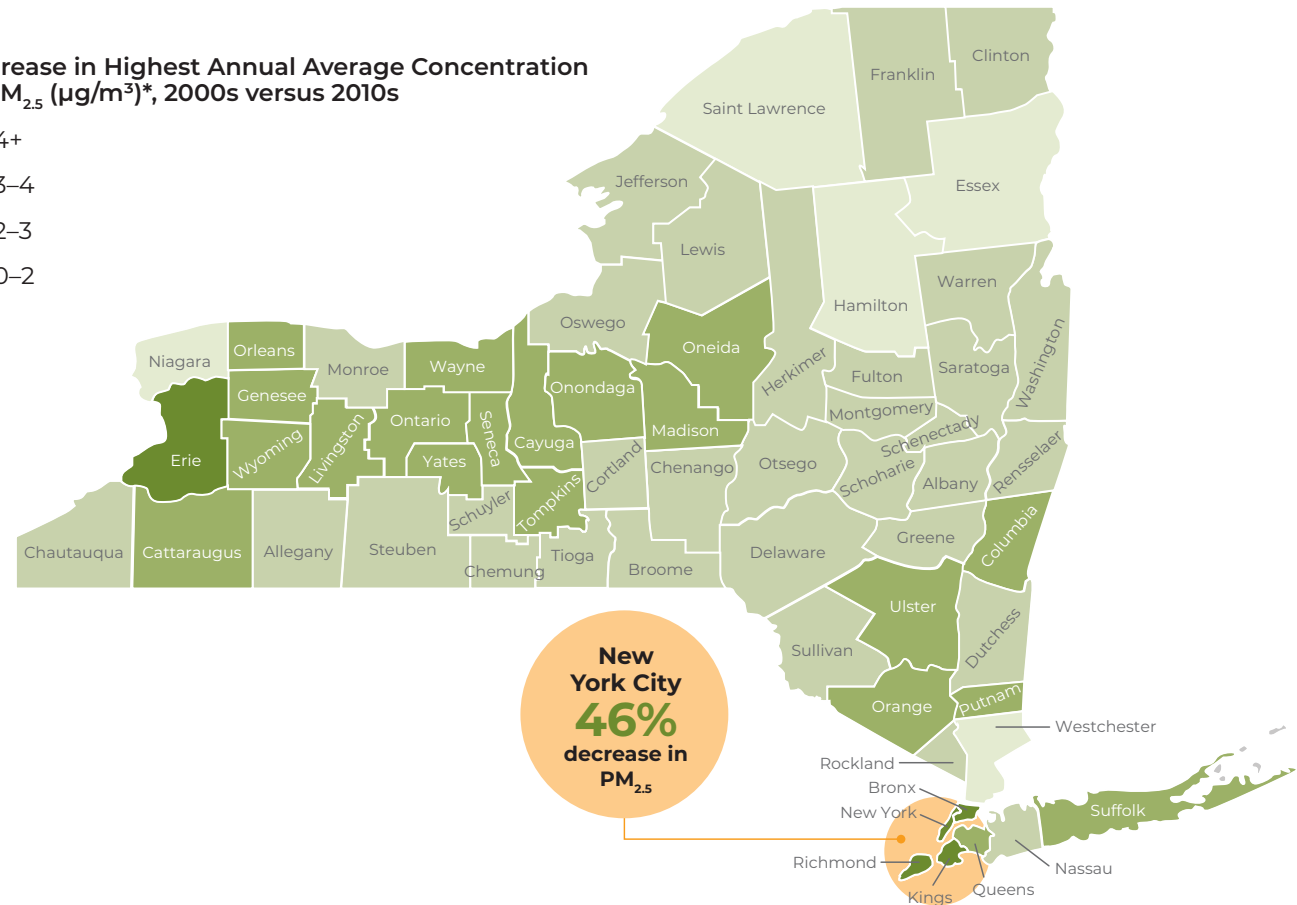 rease in Highest Annual Average Concentration
M2.5 (µg/m³)*, 2000s versus 2010s
4+
3–4
2–3
0–2
Clinton
Franklin
Saint Lawrence
Jefferson
Essex
Lewis
Warren
Hamilton
Oswego
Oneida
Herkimer
Washington
Niagara
Orleans
Monroe
Wayne
Fulton
Saratoga
Genesee
Onondaga
Montgomery
Ontario
Seneca
Cayuga
Madison
Schenectady
Erie
Wyoming
Livingston
Yates
Cortland
Chenango
Otsego
Schoharie
Albany
Rensselaer
Schuyler
Tompkins
Chautauqua
Cattaraugus
Allegany
Steuben
Chemung
Tioga
Broome
Delaware
Greene
Columbia
Ulster
Sullivan
Dutchess
Orange
Putnam
New
York City
46%
decrease in
PM2.5
Westchester
Rockland
Bronx
New York
Suffolk
Richmond
Nassau
Queens
Kings